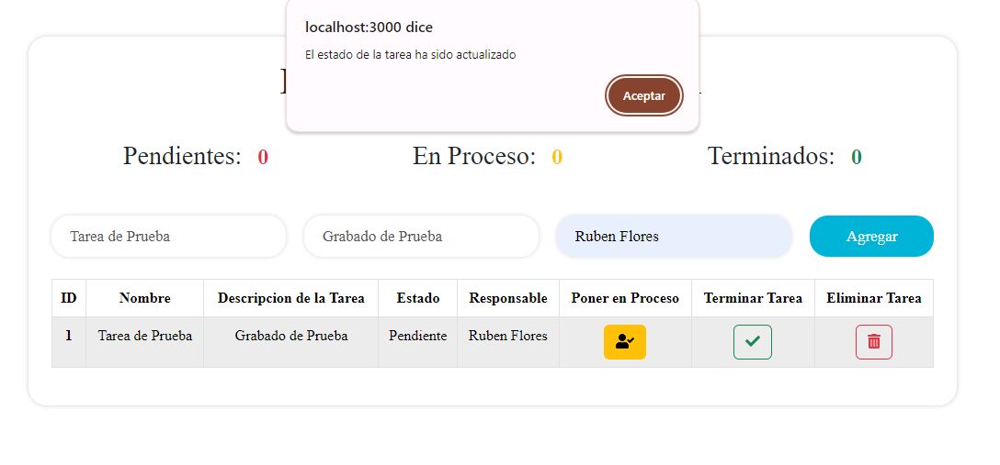 localhost:3000 dice
El estado de la tarea ha sido actualizado
Aceptar
Pendientes: 0 En Proceso: 0 Terminados: 0
Tarea de Prueba Grabado de Prueba Ruben Flores Agregar
ID Nombre Descripcion de la Tarea Estado Responsable Poner en Proceso Terminar Tarea Eliminar Tarea
1 Tarea de Prueba Grabado de Prueba Pendiente Ruben Flores